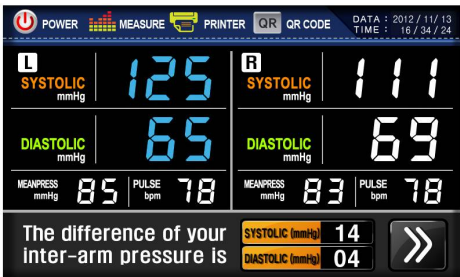 POWER MEASURE PRINTER QR QR CODE DATA : 2012 / 11 / 13
TIME : 16 / 34 / 24
L
SYSTOLIC
mmHg
125
R
SYSTOLIC
mmHg
111
DIASTOLIC
mmHg
65
DIASTOLIC
mmHg
69
MEANPRESS
mmHg
85
PULSE
bpm
78
MEANPRESS
mmHg
83
PULSE
bpm
78
The difference of your
inter-arm pressure is
SYSTOLIC (mmHg) 14
DIASTOLIC (mmHg) 04